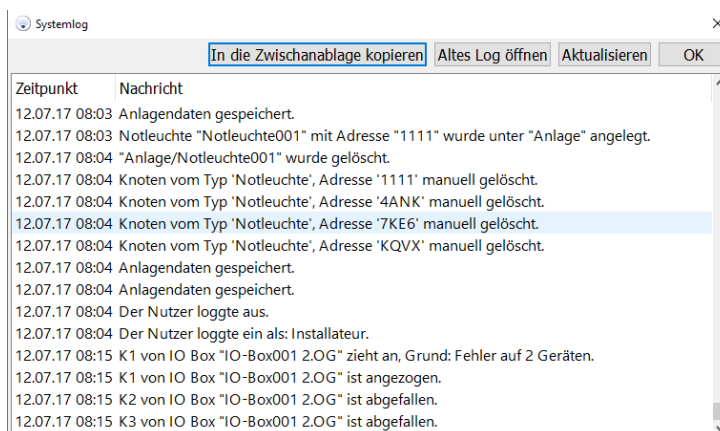 Systemlog
In die Zwischanablage kopieren Altes Log öffnen Aktualisieren OK
Zeitpunkt Nachricht
12.07.17 08:03 Anlagendaten gespeichert.
12.07.17 08:03 Notleuchte "Notleuchte001" mit Adresse "1111" wurde unter "Anlage" angelegt.
12.07.17 08:04 "Anlage/Notleuchte001" wurde gelöscht.
12.07.17 08:04 Knoten vom Typ 'Notleuchte', Adresse '1111' manuell gelöscht.
12.07.17 08:04 Knoten vom Typ 'Notleuchte', Adresse '4ANK' manuell gelöscht.
12.07.17 08:04 Knoten vom Typ 'Notleuchte', Adresse '7KE6' manuell gelöscht.
12.07.17 08:04 Knoten vom Typ 'Notleuchte', Adresse 'KQVX' manuell gelöscht.
12.07.17 08:04 Anlagendaten gespeichert.
12.07.17 08:04 Anlagendaten gespeichert.
12.07.17 08:04 Der Nutzer loggte aus.
12.07.17 08:04 Der Nutzer loggte ein als: Installateur.
12.07.17 08:15 K1 von IO Box "IO-Box001 2.OG" zieht an, Grund: Fehler auf 2 Geräten.
12.07.17 08:15 K1 von IO Box "IO-Box001 2.OG" ist angezogen.
12.07.17 08:15 K2 von IO Box "IO-Box001 2.OG" ist abgefallen.
12.07.17 08:15 K3 von IO Box "IO-Box001 2.OG" ist abgefallen.